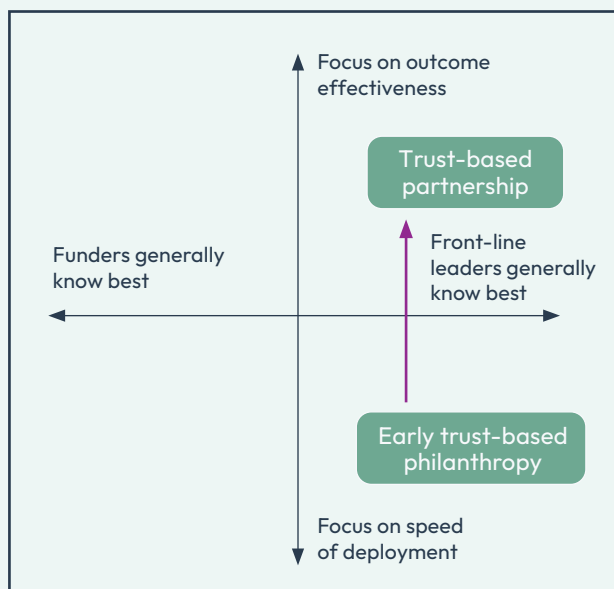 Focus on outcome
effectiveness
Trust-based
partnership
Funders generally
know best
Front-line
leaders generally
know best
Early trust-based
philanthropy
Focus on speed
of deployment